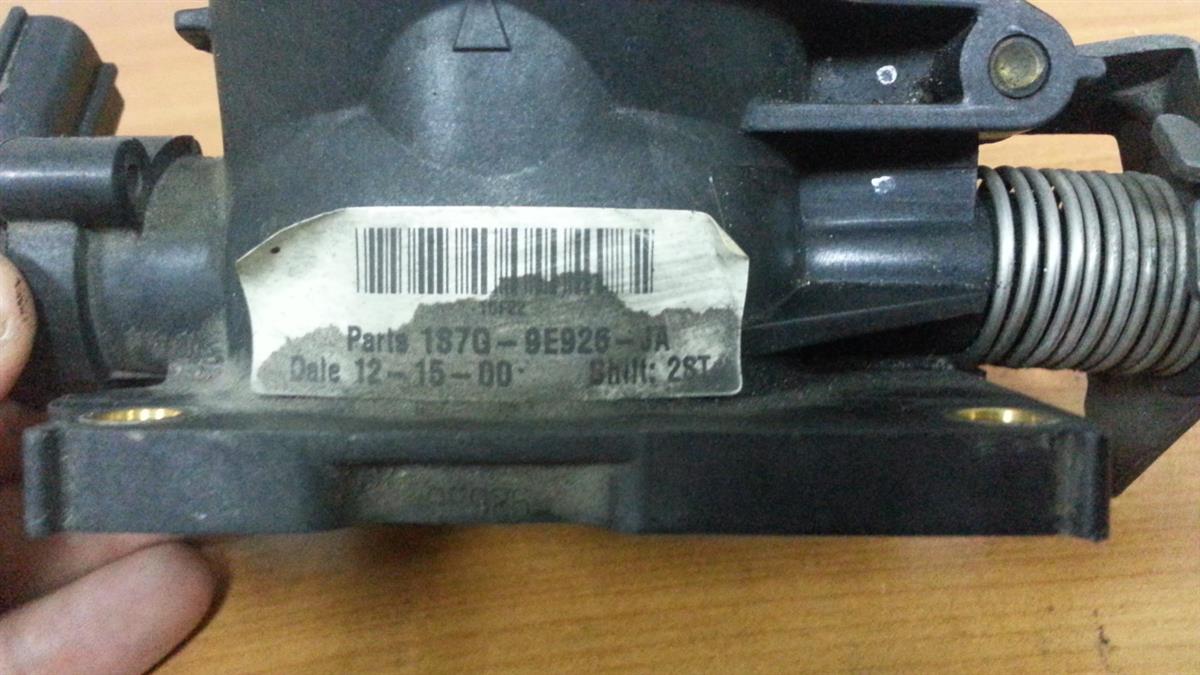 Parts 1S7G-9E926-JA
Date 12-15-00 Shift: 2ST